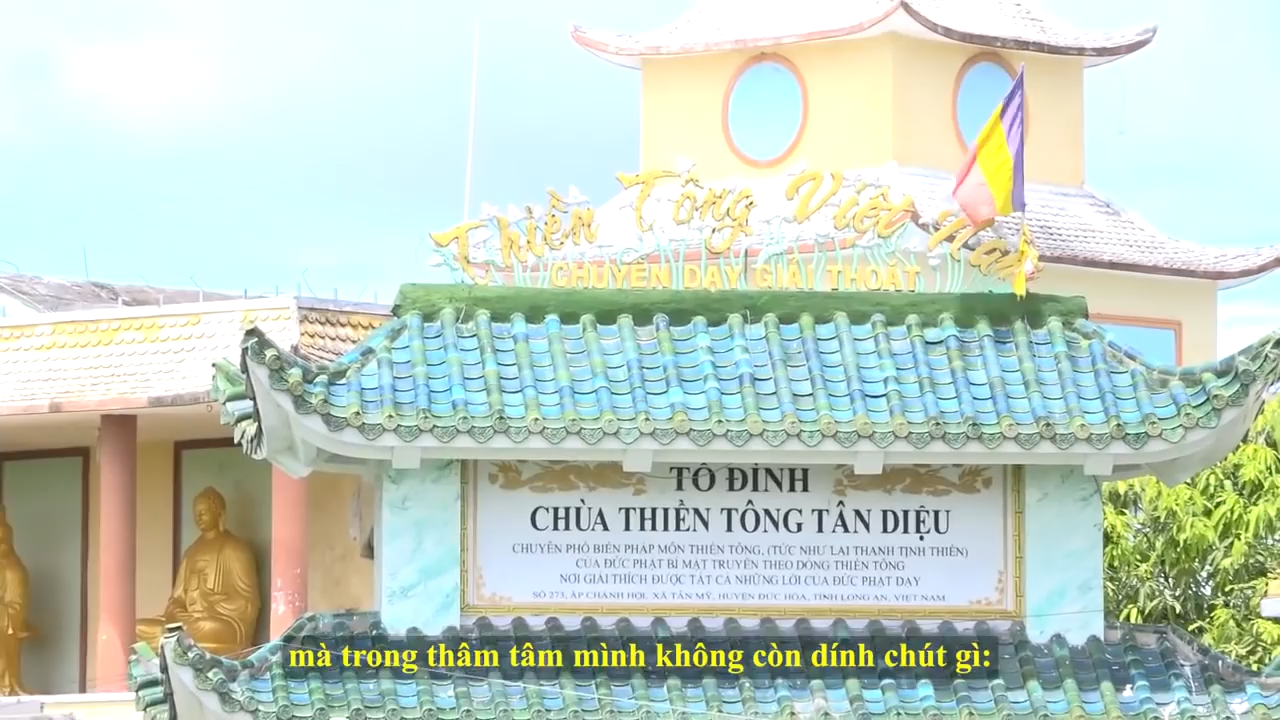 Thiền Tông Việt Nam
CHUYÊN DẠY GIẢI THOÁT
TỔ ĐÌNH
CHÙA THIỀN TÔNG TÂN DIỆU
CHUYÊN PHỔ BIẾN PHÁP MÔN THIỀN TÔNG, (TỨC NHƯ LAI THANH TỊNH THIỀN)
CỦA ĐỨC PHẬT BÍ MẬT TRUYỀN THEO DÒNG THIỀN TÔNG
NƠI GIẢI THÍCH ĐƯỢC TẤT CẢ NHỮNG LỜI CỦA ĐỨC PHẬT DẠY
SỐ 273, ẤP CHÁNH HỘI, XÃ TÂN MỸ, HUYỆN ĐỨC HÒA, TỈNH LONG AN, VIỆT NAM
mà trong thâm tâm mình không còn dính chút gì: